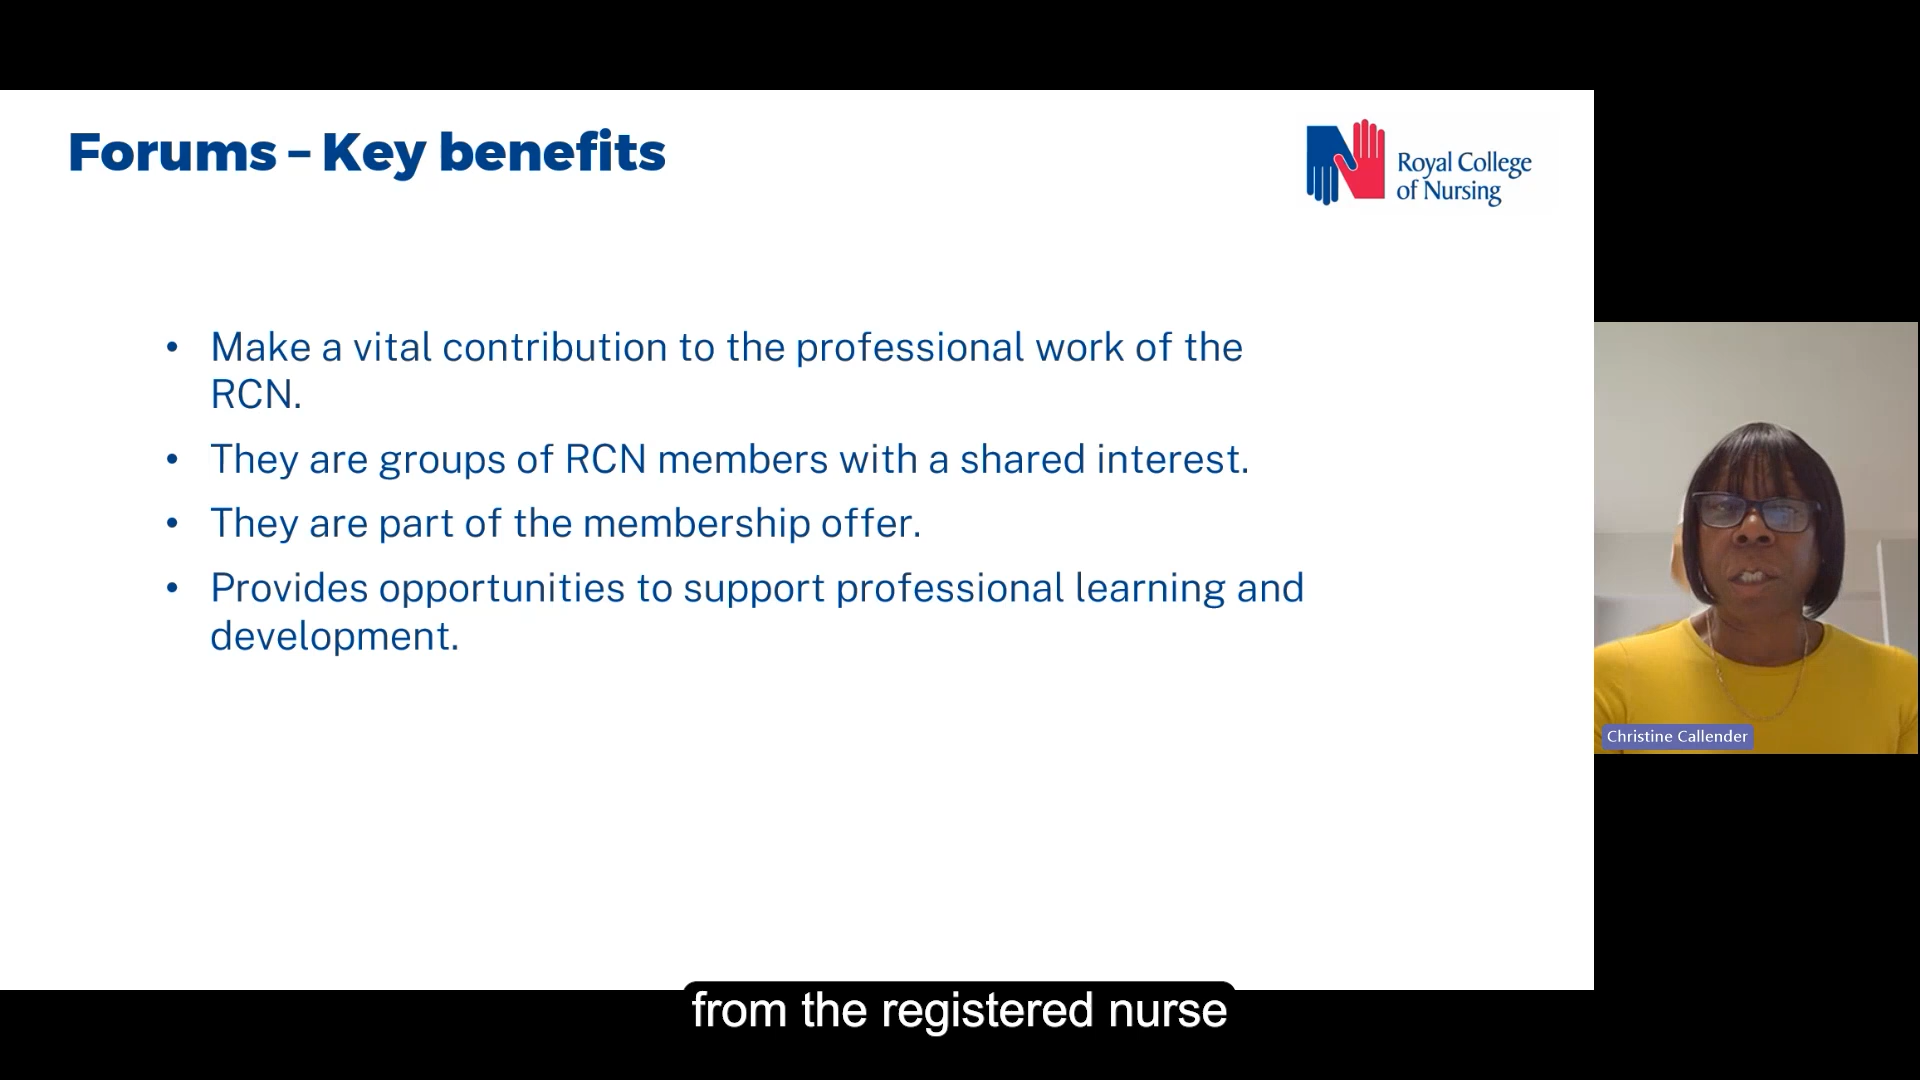 Forums – Key benefits
Royal College
of Nursing
• Make a vital contribution to the professional work of the
RCN.
• They are groups of RCN members with a shared interest.
• They are part of the membership offer.
• Provides opportunities to support professional learning and
development.
Christine Callender
from the registered nurse